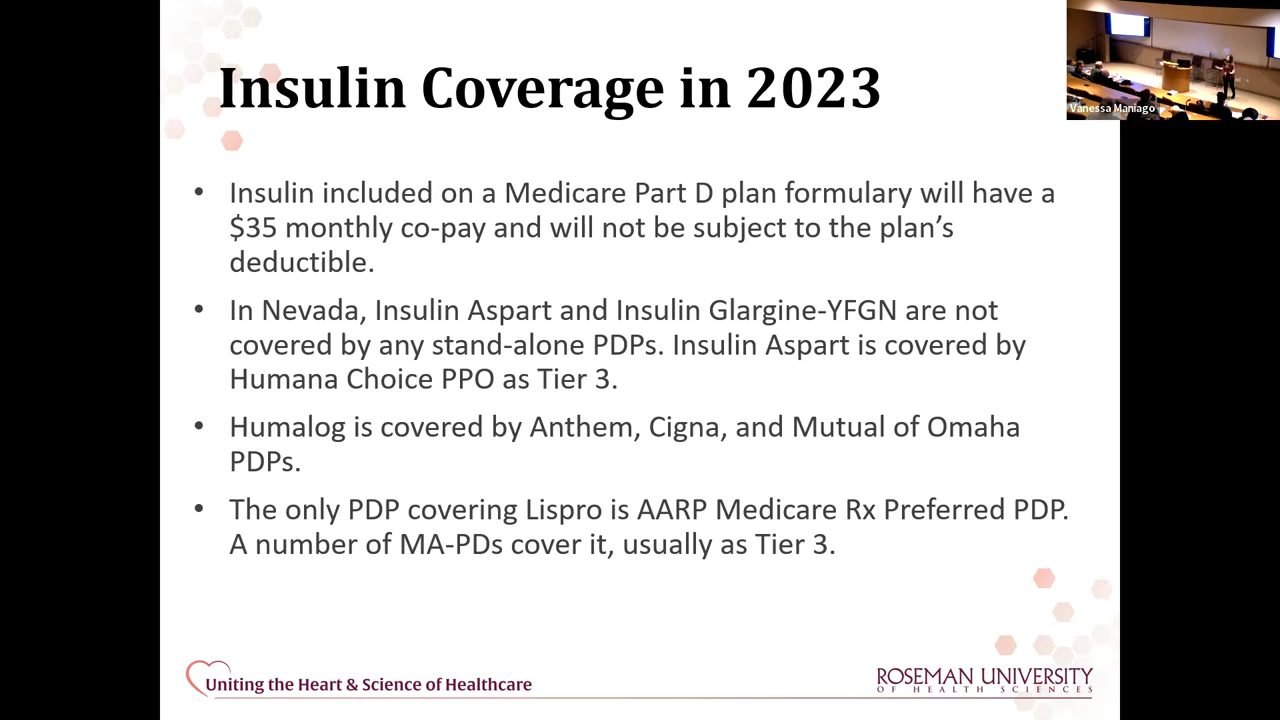 Insulin Coverage in 2023
Vanessa Maniago
• Insulin included on a Medicare Part D plan formulary will have a
$35 monthly co-pay and will not be subject to the plan’s
deductible.
• In Nevada, Insulin Aspart and Insulin Glargine-YFGN are not
covered by any stand-alone PDPs. Insulin Aspart is covered by
Humana Choice PPO as Tier 3.
• Humalog is covered by Anthem, Cigna, and Mutual of Omaha
PDPs.
• The only PDP covering Lispro is AARP Medicare Rx Preferred PDP.
A number of MA-PDs cover it, usually as Tier 3.
Uniting the Heart & Science of Healthcare
ROSEMAN UNIVERSITY
OF HEALTH SCIENCES